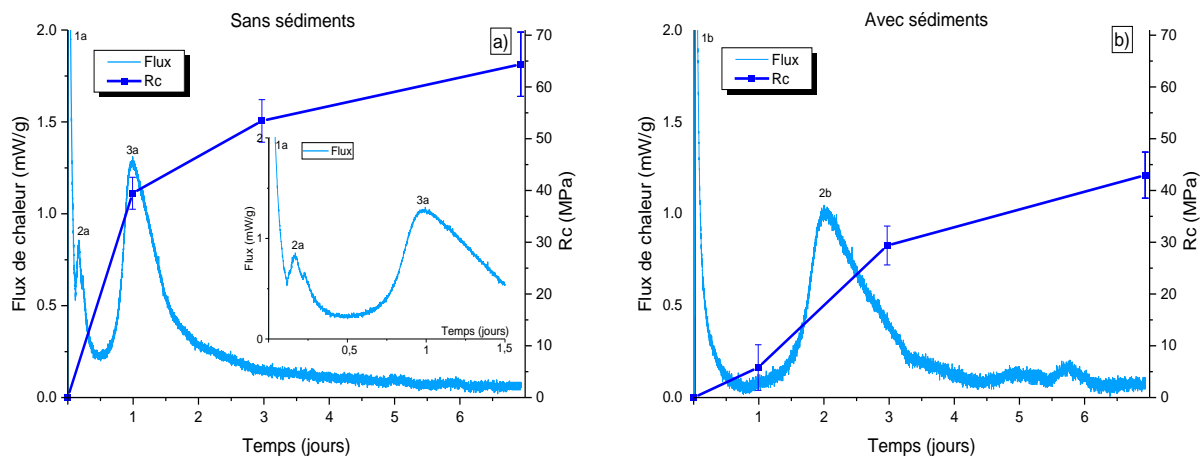 Sans sédiments
a)
1a
Flux
Rc
2a
3a
2.0
1.5
1.0
0.5
0.0
Flux de chaleur (mW/g)
70
60
50
40
30
20
10
0
Rc (MPa)
0
1
2
3
4
5
6
Temps (jours)
1a
Flux
2a
3a
2
1
0
Flux (mW/g)
Temps (jours)
0,5
1
1,5
Avec sédiments
b)
1b
Flux
Rc
2b
2.0
1.5
1.0
0.5
0.0
Flux de chaleur (mW/g)
70
60
50
40
30
20
10
0
Rc (MPa)
0
1
2
3
4
5
6
Temps (jours)